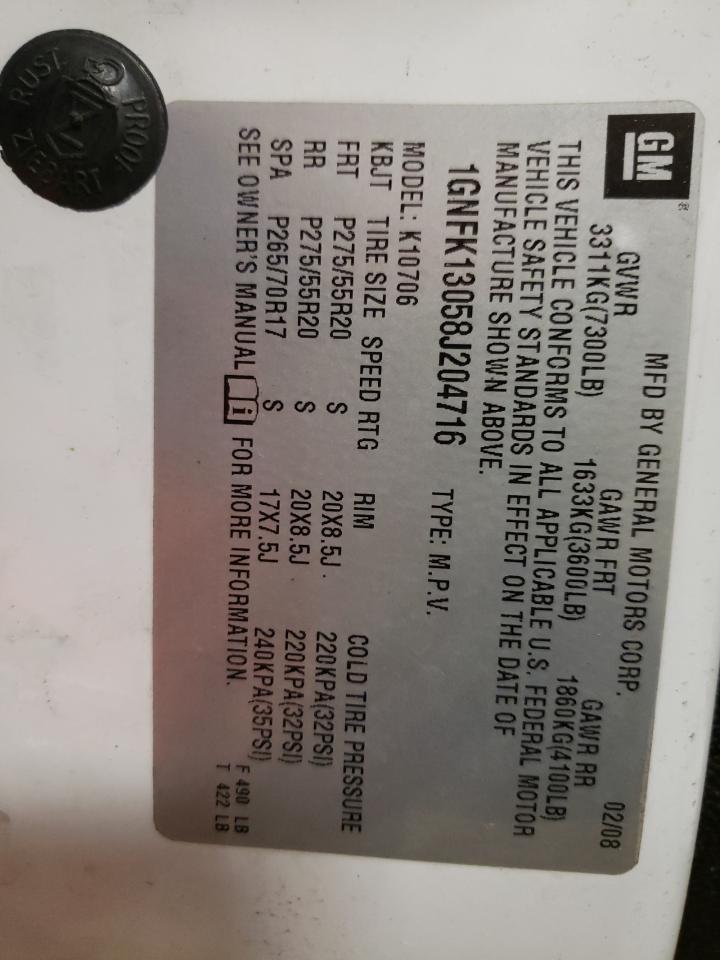 GM
MFD BY GENERAL MOTORS CORP. 02/08
GVWR GAWR FRT GAWR RR
3311KG(7300LB) 1633KG(3600LB) 1860KG(4100LB)
THIS VEHICLE CONFORMS TO ALL APPLICABLE U.S. FEDERAL MOTOR
VEHICLE SAFETY STANDARDS IN EFFECT ON THE DATE OF
MANUFACTURE SHOWN ABOVE.
1GNFK13058J204716 TYPE: M.P.V.
MODEL: K10706
KBJT TIRE SIZE SPEED RTG RIM COLD TIRE PRESSURE
FRT P275/55R20 S 20X8.5J 220KPA(32PSI)
RR P275/55R20 S 20X8.5J 220KPA(32PSI)
SPA P265/70R17 S 17X7.5J 240KPA(35PSI)
SEE OWNER'S MANUAL i FOR MORE INFORMATION.
F 490 LB
T 422 LB
ZIEBART
RUST
PROOF